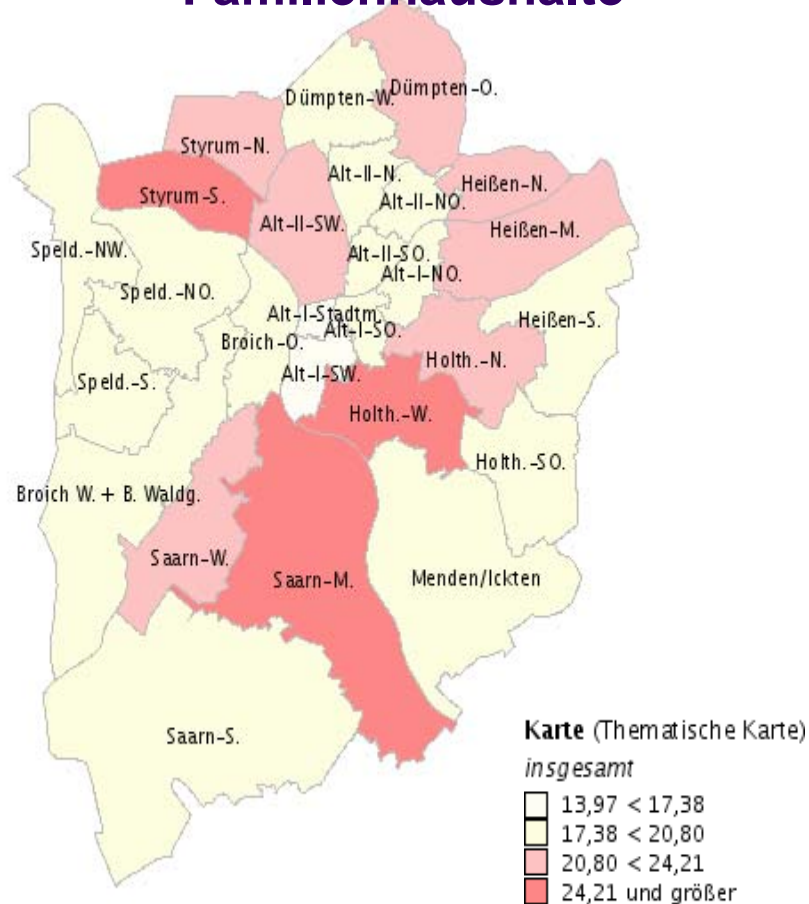 Familienhaushalte
Dümpten-O.
Dümpten-W.
Styrum-N.
Alt-II-N.
Heißen-N.
Styrum-S.
Alt-II-NO.
Alt-II-SW.
Heißen-M.
Speld.-NW.
Alt-II-SO.
Alt-I-NO.
Speld.-NO.
Alt-I-Stadtm.
Heißen-S.
Alt-I-SO.
Broich-O.
Holth.-N.
Alt-I-SW.
Speld.-S.
Holth.-W.
Holth.-SO.
Broich W. + B. Waldg.
Saarn-W.
Saarn-M.
Menden/Ickten
Saarn-S.
Karte (Thematische Karte)
insgesamt
13,97 < 17,38
17,38 < 20,80
20,80 < 24,21
24,21 und größer